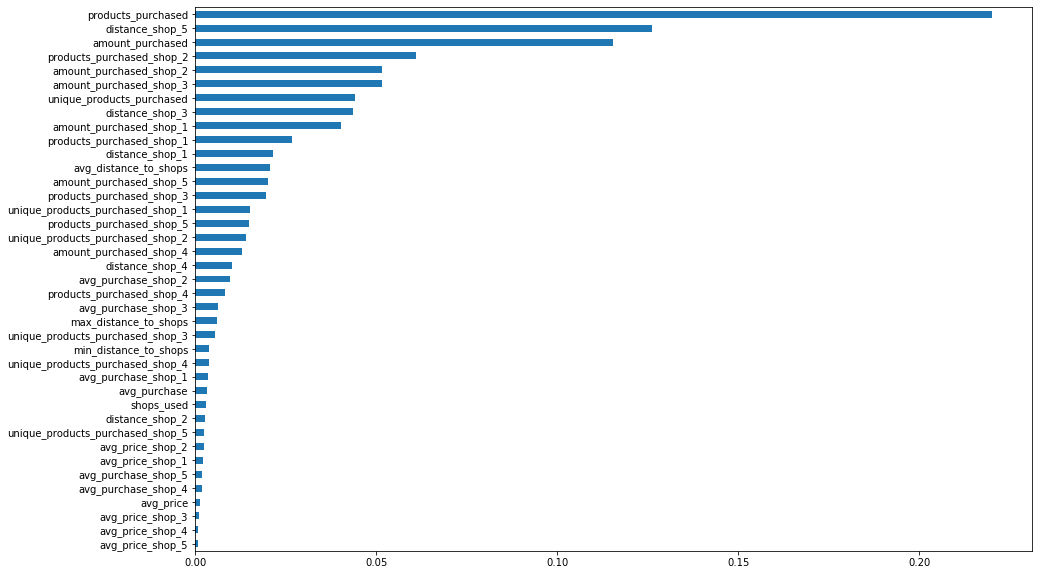 products_purchased
distance_shop_5
amount_purchased
products_purchased_shop_2
amount_purchased_shop_2
amount_purchased_shop_3
unique_products_purchased
distance_shop_3
amount_purchased_shop_1
products_purchased_shop_1
distance_shop_1
avg_distance_to_shops
amount_purchased_shop_5
products_purchased_shop_3
unique_products_purchased_shop_1
products_purchased_shop_5
unique_products_purchased_shop_2
amount_purchased_shop_4
distance_shop_4
avg_purchase_shop_2
products_purchased_shop_4
avg_purchase_shop_3
max_distance_to_shops
unique_products_purchased_shop_3
min_distance_to_shops
unique_products_purchased_shop_4
avg_purchase_shop_1
avg_purchase
shops_used
distance_shop_2
unique_products_purchased_shop_5
avg_price_shop_2
avg_price_shop_1
avg_purchase_shop_5
avg_purchase_shop_4
avg_price
avg_price_shop_3
avg_price_shop_4
avg_price_shop_5
0.00 0.05 0.10 0.15 0.20